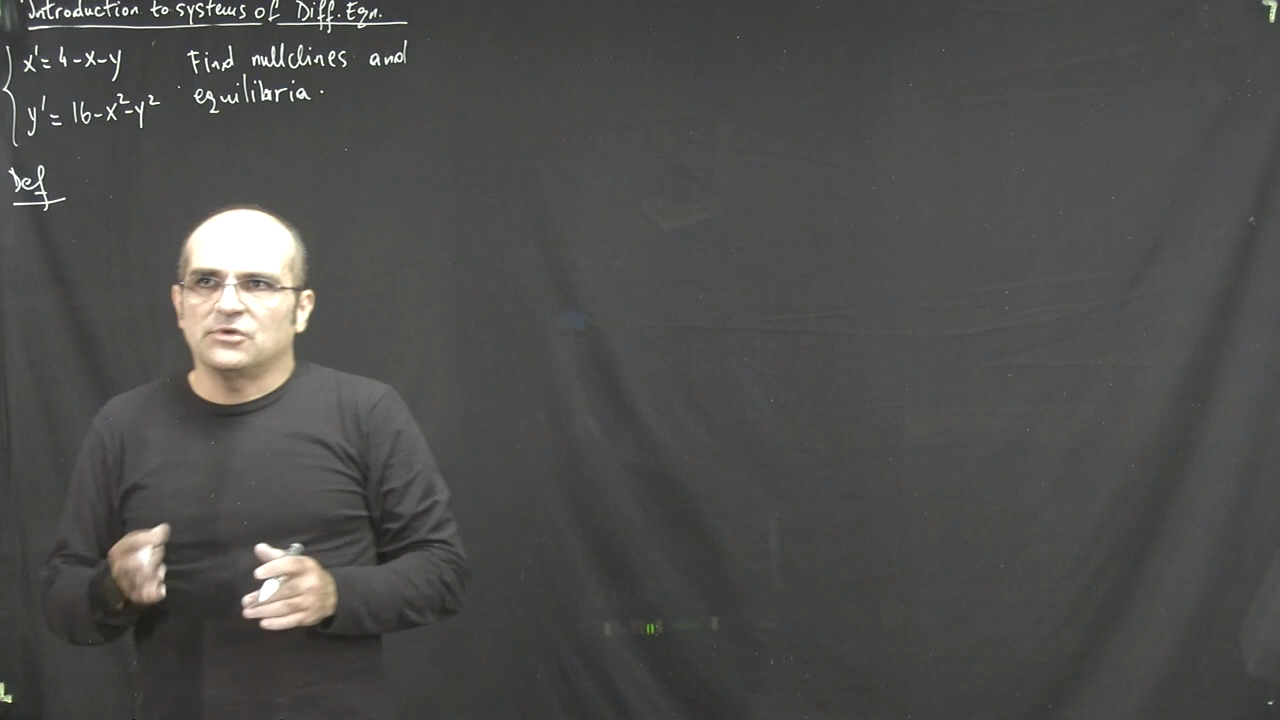 Introduction to systems of Diff. Eqn.
x' = 4-x-y Find nullclines and
y' = 16-x²-y² equilibria.
Def